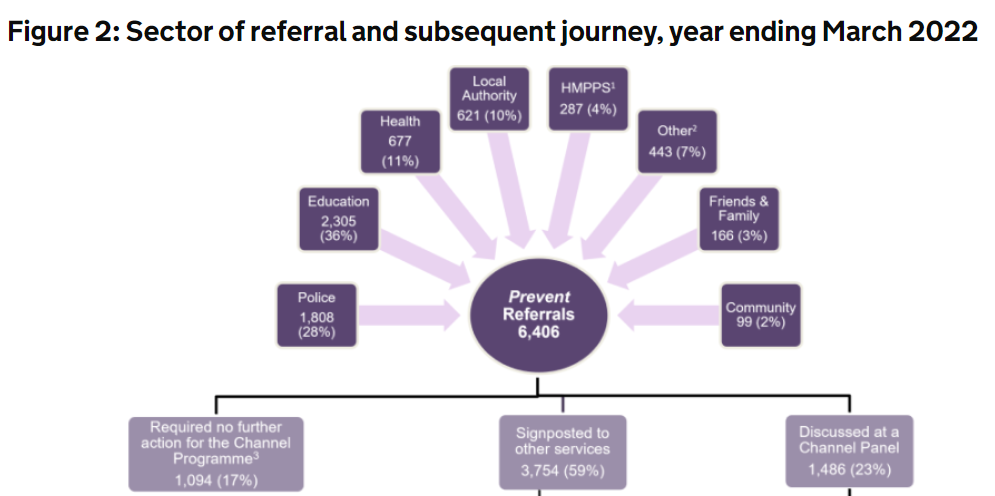 Figure 2: Sector of referral and subsequent journey, year ending March 2022
Local
Authority
621 (10%)
HMPPS¹
287 (4%)
Health
677
(11%)
Other²
443 (7%)
Education
2,305
(36%)
Friends &
Family
166 (3%)
Police
1,808
(28%)
Prevent
Referrals
6,406
Community
99 (2%)
Required no further
action for the Channel
Programme³
1,094 (17%)
Signposted to
other services
3,754 (59%)
Discussed at a
Channel Panel
1,486 (23%)